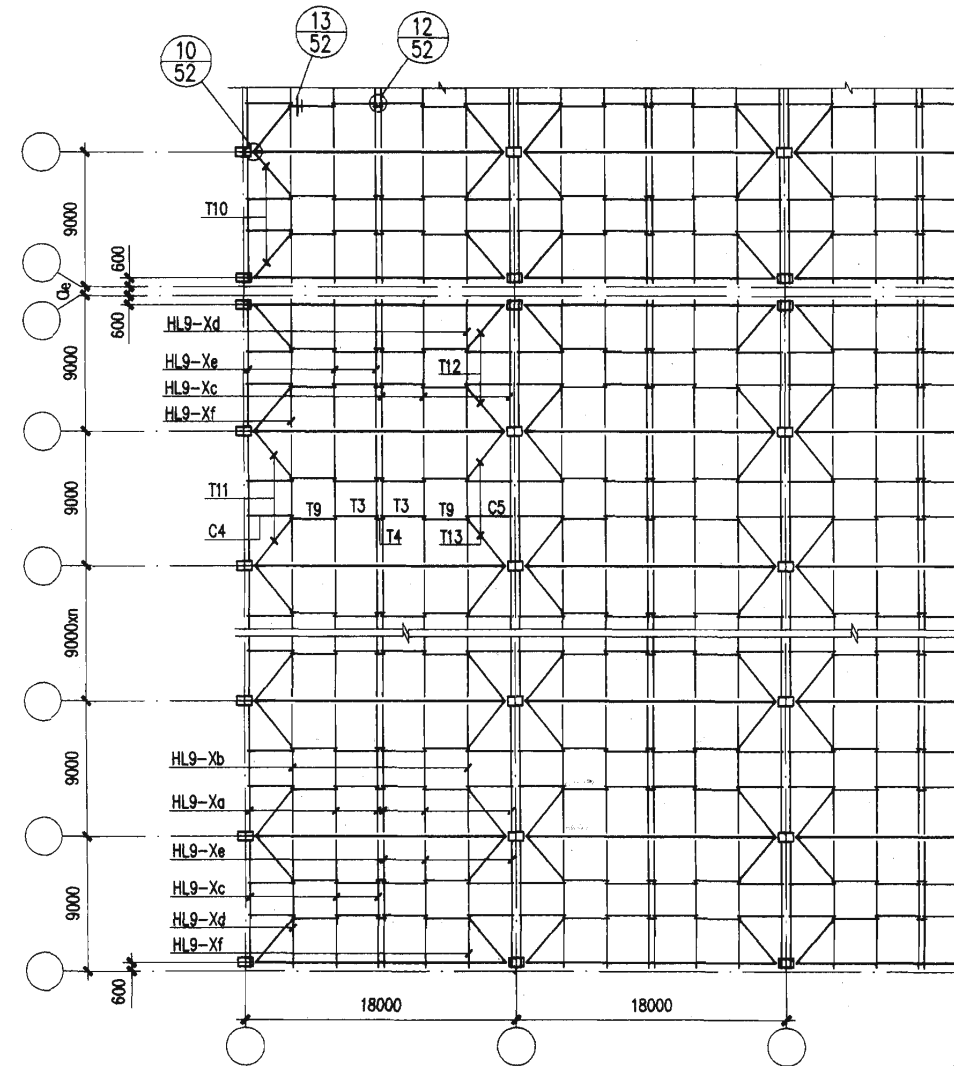 13
52
12
52
10
52
9000
T10
600
ae
600
HL9-Xd
9000
HL9-Xe
T12
HL9-Xc
HL9-Xf
9000
T11
T9
T3
T3
T9
C5
C4
T4
T13
9000xn
HL9-Xb
9000
HL9-Xa
HL9-Xe
9000
HL9-Xc
HL9-Xd
HL9-Xf
600
18000
18000